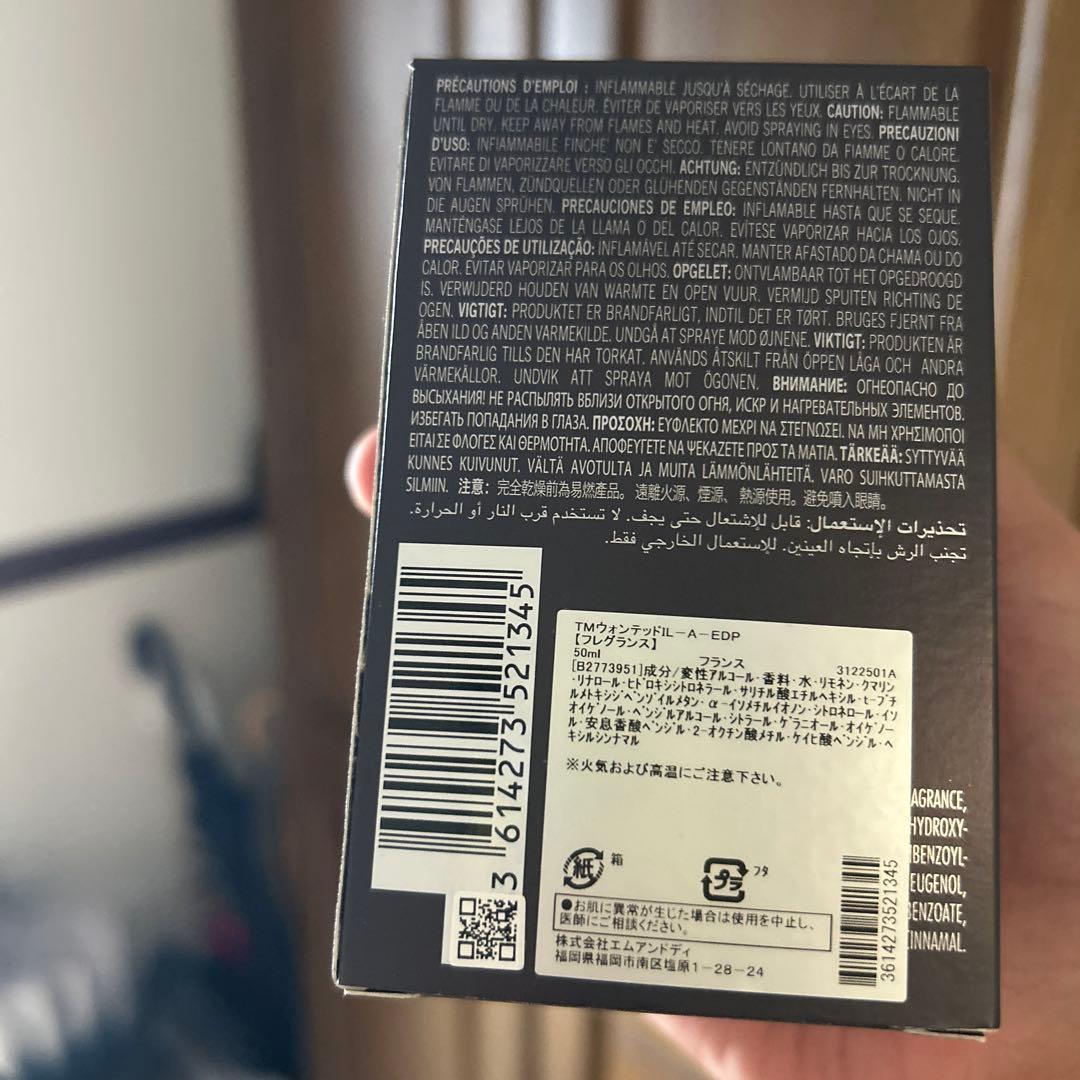 PRÉCAUTIONS D'EMPLOI : INFLAMMABLE JUSQU'À SÉCHAGE. UTILISER À L'ÉCART DE LA
FLAMME OU DE LA CHALEUR. ÉVITER DE VAPORISER VERS LES YEUX. CAUTION: FLAMMABLE
UNTIL DRY. KEEP AWAY FROM FLAMES AND HEAT. AVOID SPRAYING IN EYES. PRECAUZIONI
D'USO: INFIAMMABILE FINCHE' NON E' SECCO. TENERE LONTANO DA FIAMME O CALORE.
EVITARE DI VAPORIZZARE VERSO GLI OCCHI. ACHTUNG: ENTZÜNDLICH BIS ZUR TROCKNUNG.
VON FLAMMEN, ZÜNDQUELLEN ODER GLÜHENDEN GEGENSTÄNDEN FERNHALTEN. NICHT IN
DIE AUGEN SPRÜHEN. PRECAUCIONES DE EMPLEO: INFLAMABLE HASTA QUE SE SEQUE.
MANTÉNGASE LEJOS DE LA LLAMA O DEL CALOR. EVÍTESE VAPORIZAR HACIA LOS OJOS.
PRECAUÇÕES DE UTILIZAÇÃO: INFLAMÁVEL ATÉ SECAR. MANTER AFASTADO DA CHAMA OU DO
CALOR. EVITAR VAPORIZAR PARA OS OLHOS. OPGELET: ONTVLAMBAAR TOT HET OPGEDROOGD
IS. VERWIJDERD HOUDEN VAN WARMTE EN OPEN VUUR. VERMIJD SPUITEN RICHTING DE
OGEN. VIGTIGT: PRODUKTET ER BRANDFARLIGT, INDTIL DET ER TØRT. BRUGES FJERNT FRA
ÅBEN ILD OG ANDEN VARMEKILDE. UNDGÅ AT SPRAYE MOD ØJNENE. VIKTIGT: PRODUKTEN ÄR
BRANDFARLIG TILLS DEN HAR TORKAT. ANVÄNDS ÅTSKILT FRÅN ÖPPEN LÅGA OCH ANDRA
VÄRMEKÄLLOR. UNDVIK ATT SPRAYA MOT ÖGONEN. ВНИМАНИЕ: ОГНЕОПАСНО ДО
ВЫСЫХАНИЯ! НЕ РАСПЫЛЯТЬ ВБЛИЗИ ОТКРЫТОГО ОГНЯ, ИСКР И НАГРЕВАТЕЛЬНЫХ ЭЛЕМЕНТОВ.
ИЗБЕГАТЬ ПОПАДАНИЯ В ГЛАЗА. ΠΡΟΣΟΧΗ: ΕΥΦΛΕΚΤΟ ΜΕΧΡΙ ΝΑ ΣΤΕΓΝΩΣΕΙ. ΝΑ ΜΗ ΧΡΗΣΙΜΟΠΟΙ
ΕΙΤΑΙ ΣΕ ΦΛΟΓΕΣ ΚΑΙ ΘΕΡΜΟΤΗΤΑ. ΑΠΟΦΕΥΓΕΤΕ ΝΑ ΨΕΚΑΖΕΤΕ ΠΡΟΣ ΤΑ ΜΑΤΙΑ. TÄRKEÄÄ: SYTTYVÄÄ
KUNNES KUIVUNUT. VÄLTÄ AVOTULTA JA MUITA LÄMMÖNLÄHTEITÄ. VARO SUIHKUTTAMASTA
SILMIIN. 注意：完全乾燥前為易燃產品。遠離火源、煙源、熱源使用。避免噴入眼睛。
تحذيرات الإستعمال: قابل للإشتعال حتى يجف. لا تستخدم قرب النار أو الحرارة.
تجنب الرش بإتجاه العينين. للإستعمال الخارجي فقط.
3 614273 521345
TMウォンテッドIL－A－EDP
【フレグランス】
50ml フランス 3122501A
[B2773951]成分/変性アルコール・香料・水・リモネン・クマリン
・リナロール・ヒドロキシシトロネラール・サリチル酸エチルヘキシル・t-ブチ
ルメトキシジベンゾイルメタン・α-イソメチルイオノン・シトロネロール・イソ
オイゲノール・ベンジルアルコール・シトラール・ゲラニオール・オイゲノー
ル・安息香酸ベンジル・2-オクチン酸メチル・ケイヒ酸ベンジル・ヘ
キシルシンナマル
※火気および高温にご注意下さい。
紙 箱
プラ フタ
●お肌に異常が生じた場合は使用を中止し、
医師にご相談ください。
株式会社エムアンドディ
福岡県福岡市南区塩原1－28－24
3614273521345
AGRANCE,
HYDROXY-
IBENZOYL-
EUGENOL,
BENZOATE,
CINNAMAL.